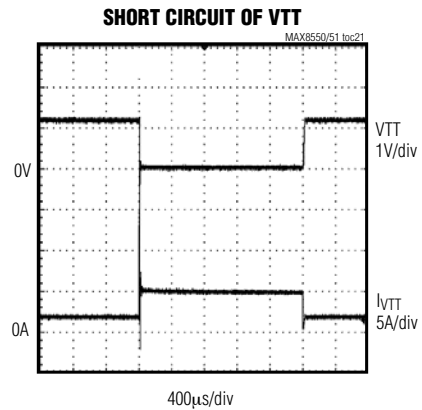 SHORT CIRCUIT OF VTT
MAX8550/51 toc21
VTT
1V/div
0V
IVTT
5A/div
0A
400μs/div